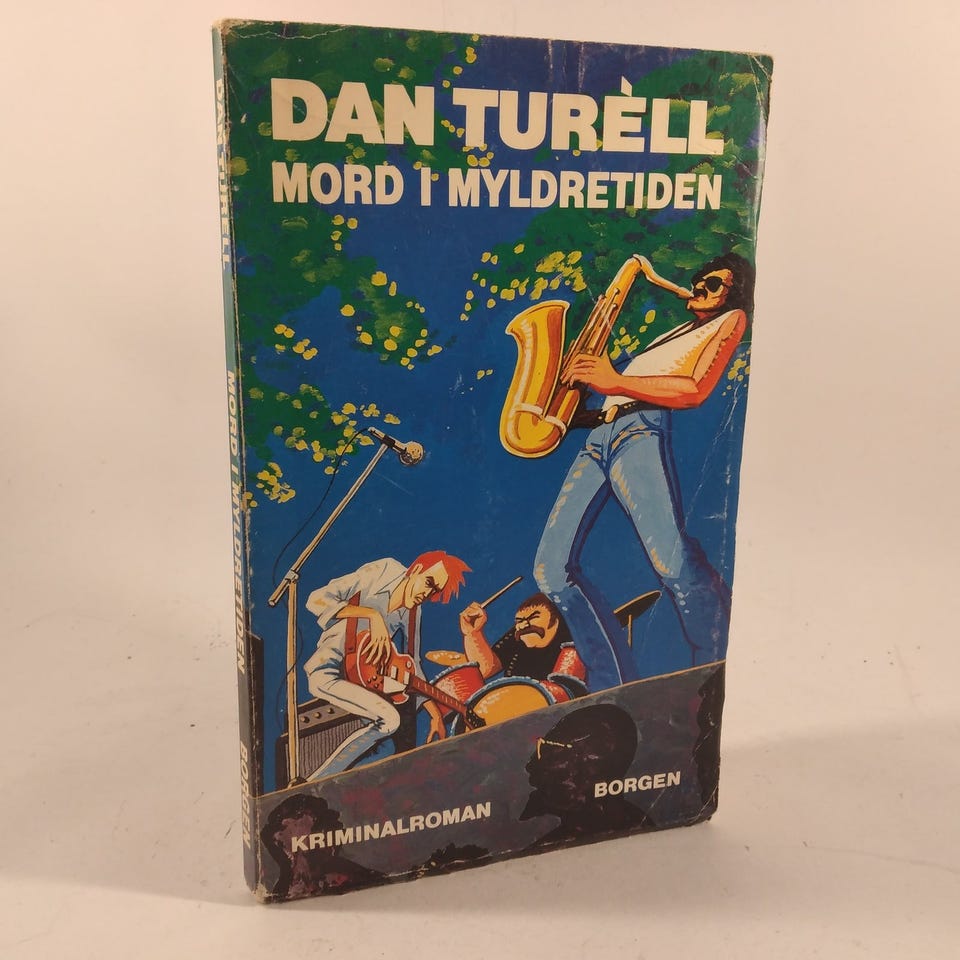 DAN TURÈLL
MORD I MYLDRETIDEN
KRIMINALROMAN
BORGEN
DAN TURÈLL
MORD I MYLDRETIDEN
BORGEN